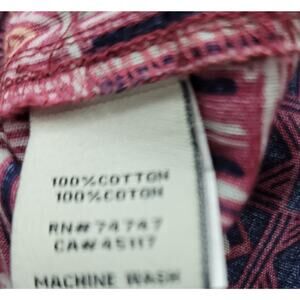 100%COTTON
100%COTON
RN# 74747
CA# 45117
MACHINE WASH